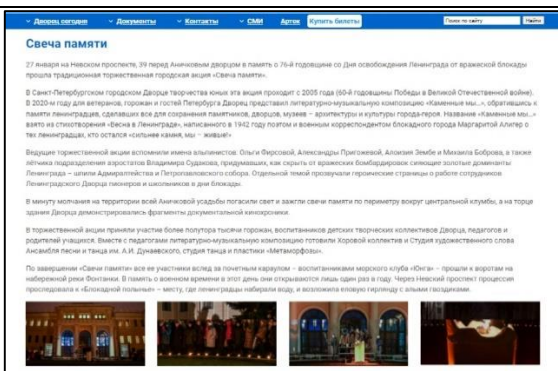 Дворец сегодня Документы Контакты СМИ Артек Купить билеты Поиск по сайту Найти
Свеча памяти
27 января на Невском проспекте, 39 перед Аничковым дворцом в память о 76-й годовщине со Дня освобождения Ленинграда от вражеской блокады
прошла традиционная торжественная городская акция «Свеча памяти».
В Санкт-Петербургском городском Дворце творчества юных эта акция проходит с 2005 года (60-й годовщины Победы в Великой Отечественной войне).
В 2020-м году для ветеранов, горожан и гостей Петербурга Дворец представил литературно-музыкальную композицию «Каменные мы…», обратившись к
памяти ленинградцев, сделавших все для сохранения памятников, дворцов, музеев – архитектуры и культуры города-героя. Название «Каменные мы…»
взято из стихотворения «Весна в Ленинграде», написанного в 1942 году поэтом и военным корреспондентом блокадного города Маргаритой Алигер о
тех ленинградцах, кто остался «сильнее камня, мы – живые!»
Ведущие торжественной акции вспомнили имена альпинистов: Ольги Фирсовой, Александры Пригожевой, Алоизия Зембе и Михаила Боброва, а также
лётчика подразделения аэростатов Владимира Судакова, придумавших, как скрыть от вражеских бомбардировок сияющие золотые доминанты
Ленинграда – шпили Адмиралтейства и Петропавловского собора. Отдельной темой прозвучали героические страницы о работе сотрудников
Ленинградского Дворца пионеров и школьников в дни блокады.
В минуту молчания на территории всей Аничковой усадьбы погасили свет и зажгли свечи памяти по периметру вокруг центральной клумбы, а на торце
здания Дворца демонстрировались фрагменты документальной кинохроники.
В торжественной акции приняли участие более полутора тысячи горожан, воспитанников детских творческих коллективов Дворца, педагогов и
родителей учащихся. Вместе с педагогами литературно-музыкальную композицию готовили Хоровой коллектив и Студия художественного слова
Ансамбля песни и танца им. А.И. Дунаевского, студия танца и пластики «Метаморфозы».
По завершении «Свечи памяти» все ее участники вслед за почетным караулом – воспитанниками морского клуба «Юнга» – прошли к воротам на
набережной реки Фонтанки. В память о военном времени в этот день они открываются лишь один раз в году. Через Невский проспект процессия
проследовала к «Блокадной полынье» – месту, где ленинградцы набирали воду, и возложила еловую гирлянду с алыми гвоздиками.